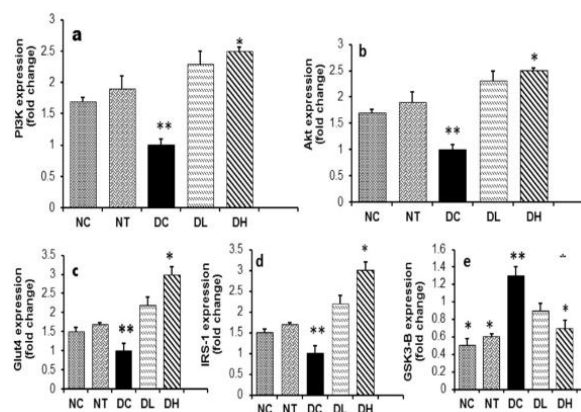 a
PI3K expression
(fold change)
3
2.5
2
1.5
1
0.5
0
**
*
NC NT DC DL DH
b
Akt expression
(fold change)
3
2.5
2
1.5
1
0.5
0
**
*
NC NT DC DL DH
c
Glut4 expression
(fold change)
3.5
3
2.5
2
1.5
1
0.5
0
**
*
NC NT DC DL DH
d
IRS-1 expression
(fold change)
3.5
3
2.5
2
1.5
1
0.5
0
**
*
NC NT DC DL DH
e
GSK3-B expression
(fold change)
1.6
1.4
1.2
1
0.8
0.6
0.4
0.2
0
* * ** *
NC NT DC DL DH